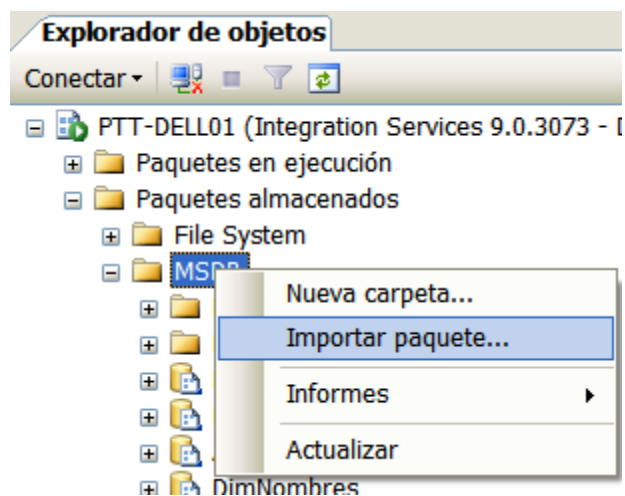 Explorador de objetos
Conectar
PTT-DELL01 (Integration Services 9.0.3073 -
Paquetes en ejecución
Paquetes almacenados
File System
MSDB
Nueva carpeta...
Importar paquete...
Informes
Actualizar
DimNombres